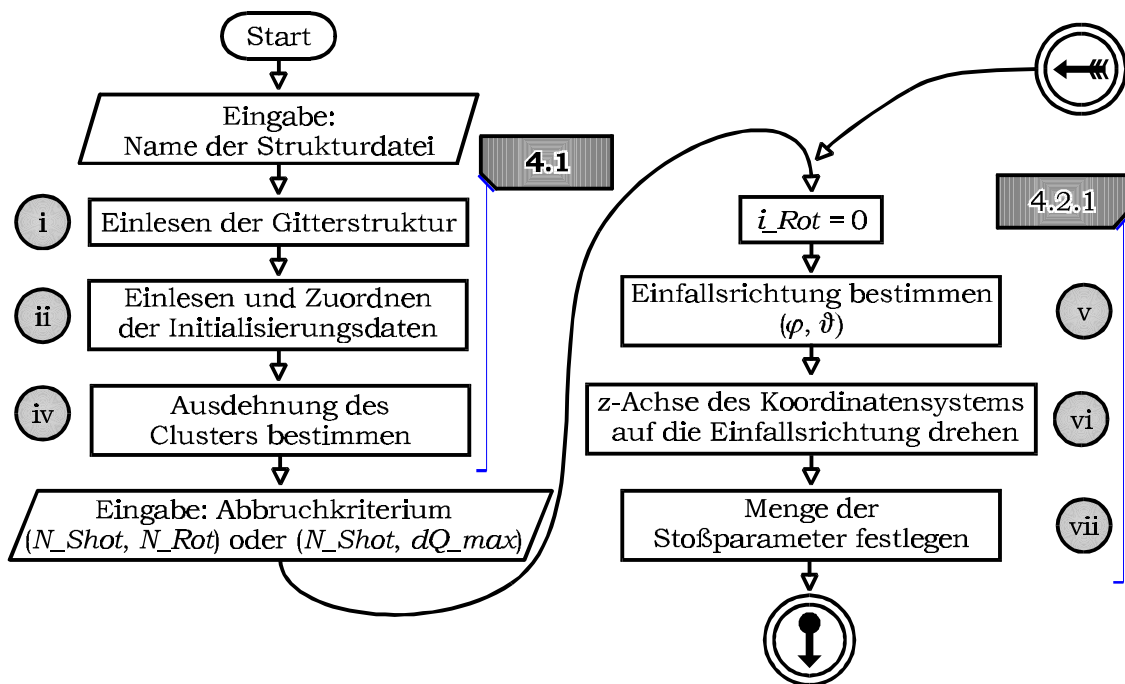 Start
Eingabe:
Name der Strukturdatei
4.1
i
Einlesen der Gitterstruktur
ii
Einlesen und Zuordnen
der Initialisierungsdaten
iv
Ausdehnung des
Clusters bestimmen
Eingabe: Abbruchkriterium
(N_Shot, N_Rot) oder (N_Shot, dQ_max)
4.2.1
i_Rot = 0
Einfallsrichtung bestimmen
(φ, ϑ)
v
z-Achse des Koordinatensystems
auf die Einfallsrichtung drehen
vi
Menge der
Stoßparameter festlegen
vii